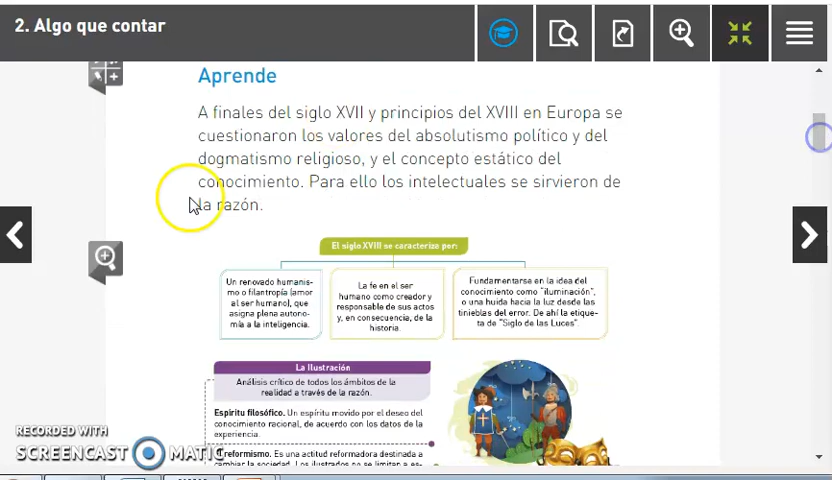 2. Algo que contar
Aprende
A finales del siglo XVII y principios del XVIII en Europa se
cuestionaron los valores del absolutismo político y del
dogmatismo religioso, y el concepto estático del
conocimiento. Para ello los intelectuales se sirvieron de
la razón.
El siglo XVIII se caracteriza por:
Un renovado humanis-
mo o filantropía (amor
al ser humano), que
asigna plena autono-
mía a la inteligencia.
La fe en el ser
humano como creador y
responsable de sus actos
y, en consecuencia, de la
historia.
Fundamentarse en la idea del
conocimiento como "iluminación",
o una huida hacia la luz desde las
tinieblas del error. De ahí la etique-
ta de "Siglo de las Luces".
La Ilustración
Análisis crítico de todos los ámbitos de la
realidad a través de la razón.
Espíritu filosófico. Un espíritu movido por el deseo del
conocimiento racional, de acuerdo con los datos de la
experiencia.
reformismo. Es una actitud reformadora destinada a
cambiar la sociedad. Los ilustrados no se limitan a es-
RECORDED WITH
SCREENCAST MATIC